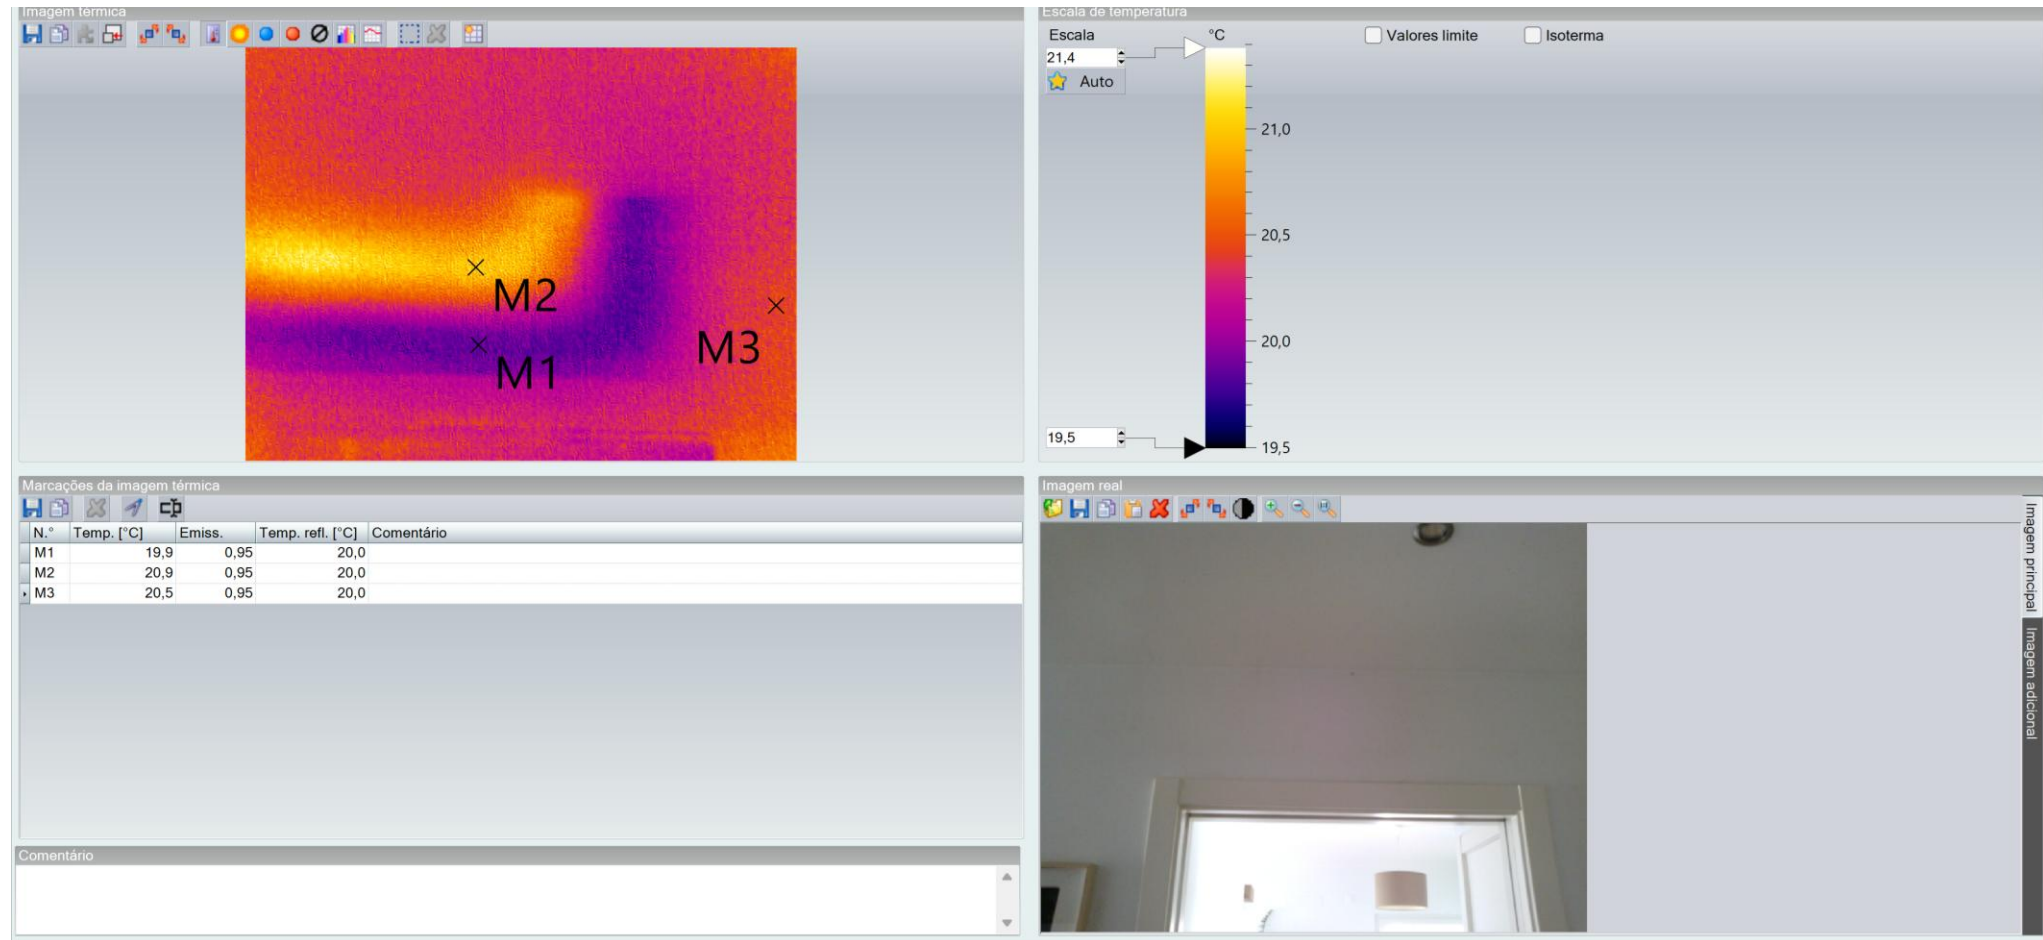 Imagem térmica
M2
M1
M3
Escala de temperatura
Escala
°C
Valores limite
Isoterma
21,4
Auto
21,0
20,5
20,0
19,5
19,5
Marcações da imagem térmica
N.° Temp. [°C] Emiss. Temp. refl. [°C] Comentário
M1 19,9 0,95 20,0
M2 20,9 0,95 20,0
M3 20,5 0,95 20,0
Comentário
Imagem real
Imagem principal
Imagem adicional